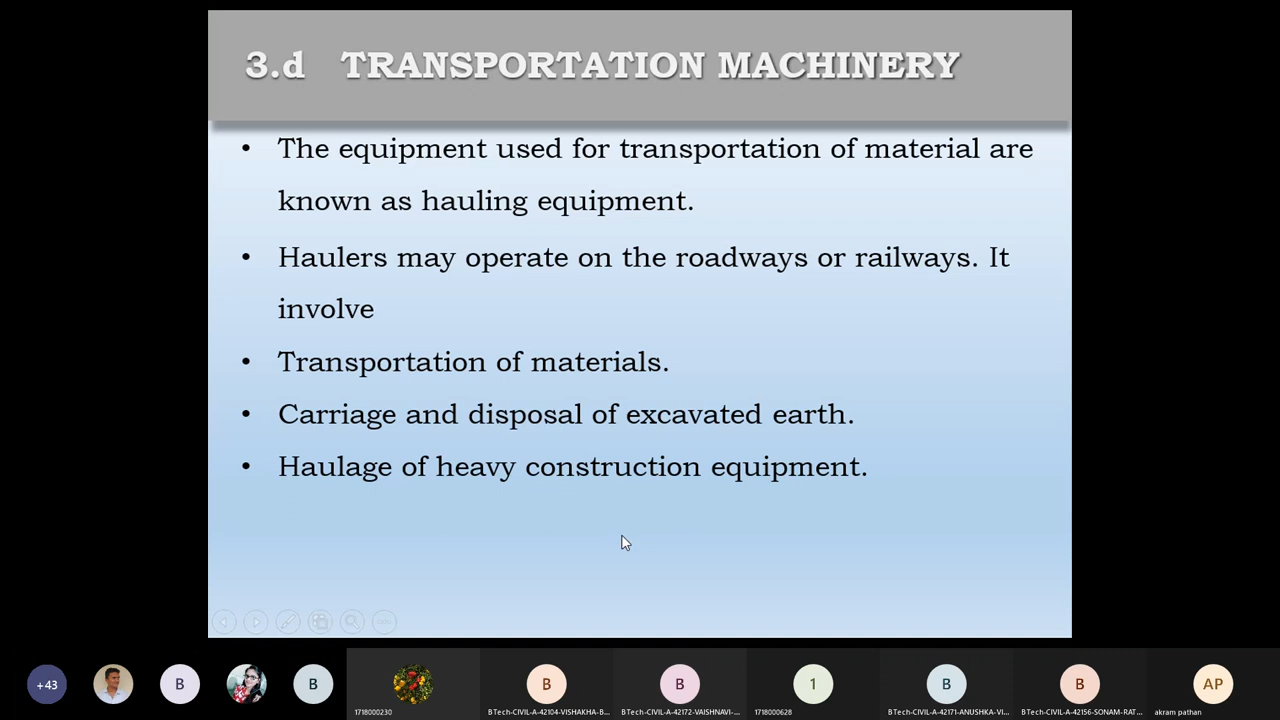 3.d TRANSPORTATION MACHINERY
• The equipment used for transportation of material are
known as hauling equipment.
• Haulers may operate on the roadways or railways. It
involve
• Transportation of materials.
• Carriage and disposal of excavated earth.
• Haulage of heavy construction equipment.
+43
B
B
B
B
1
B
B
AP
1718000230
BTech-CIVIL-A-42104-VISHAKHA-B...
BTech-CIVIL-A-42172-VAISHNAVI-...
1718000628
BTech-CIVIL-A-42171-ANUSHKA-VI...
BTech-CIVIL-A-42156-SONAM-RAT...
akram pathan